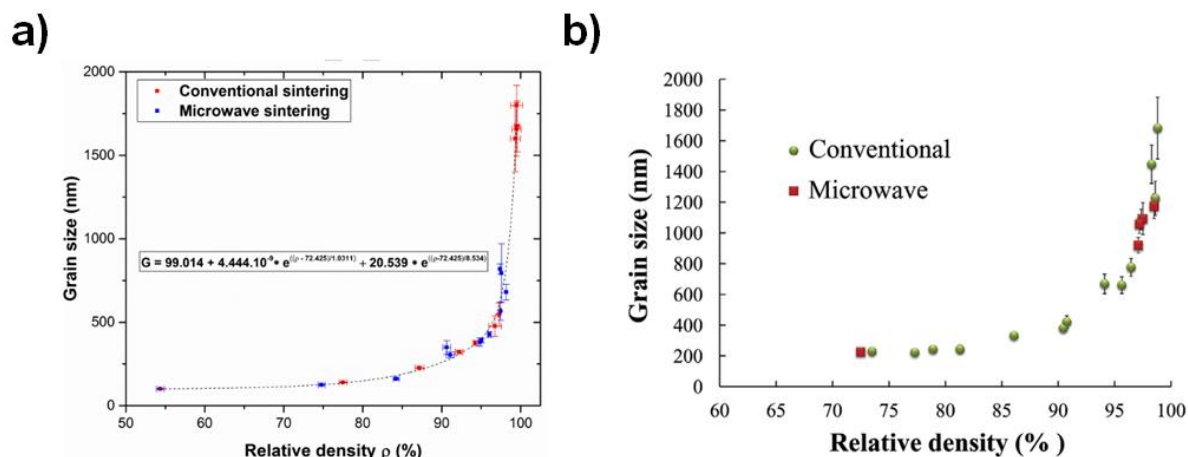 a)
2000
1500
1000
500
0
50 60 70 80 90 100
Conventional sintering
Microwave sintering
G = 99.014 + 4.444.10-9• e((ρ - 72.425)/1.0311) + 20.539 • e((ρ-72.425)/8.534)
Grain size (nm)
Relative density ρ (%)
b)
2000
1800
1600
1400
1200
1000
800
600
400
200
0
60 65 70 75 80 85 90 95 100
Conventional
Microwave
Grain size (nm)
Relative density (% )